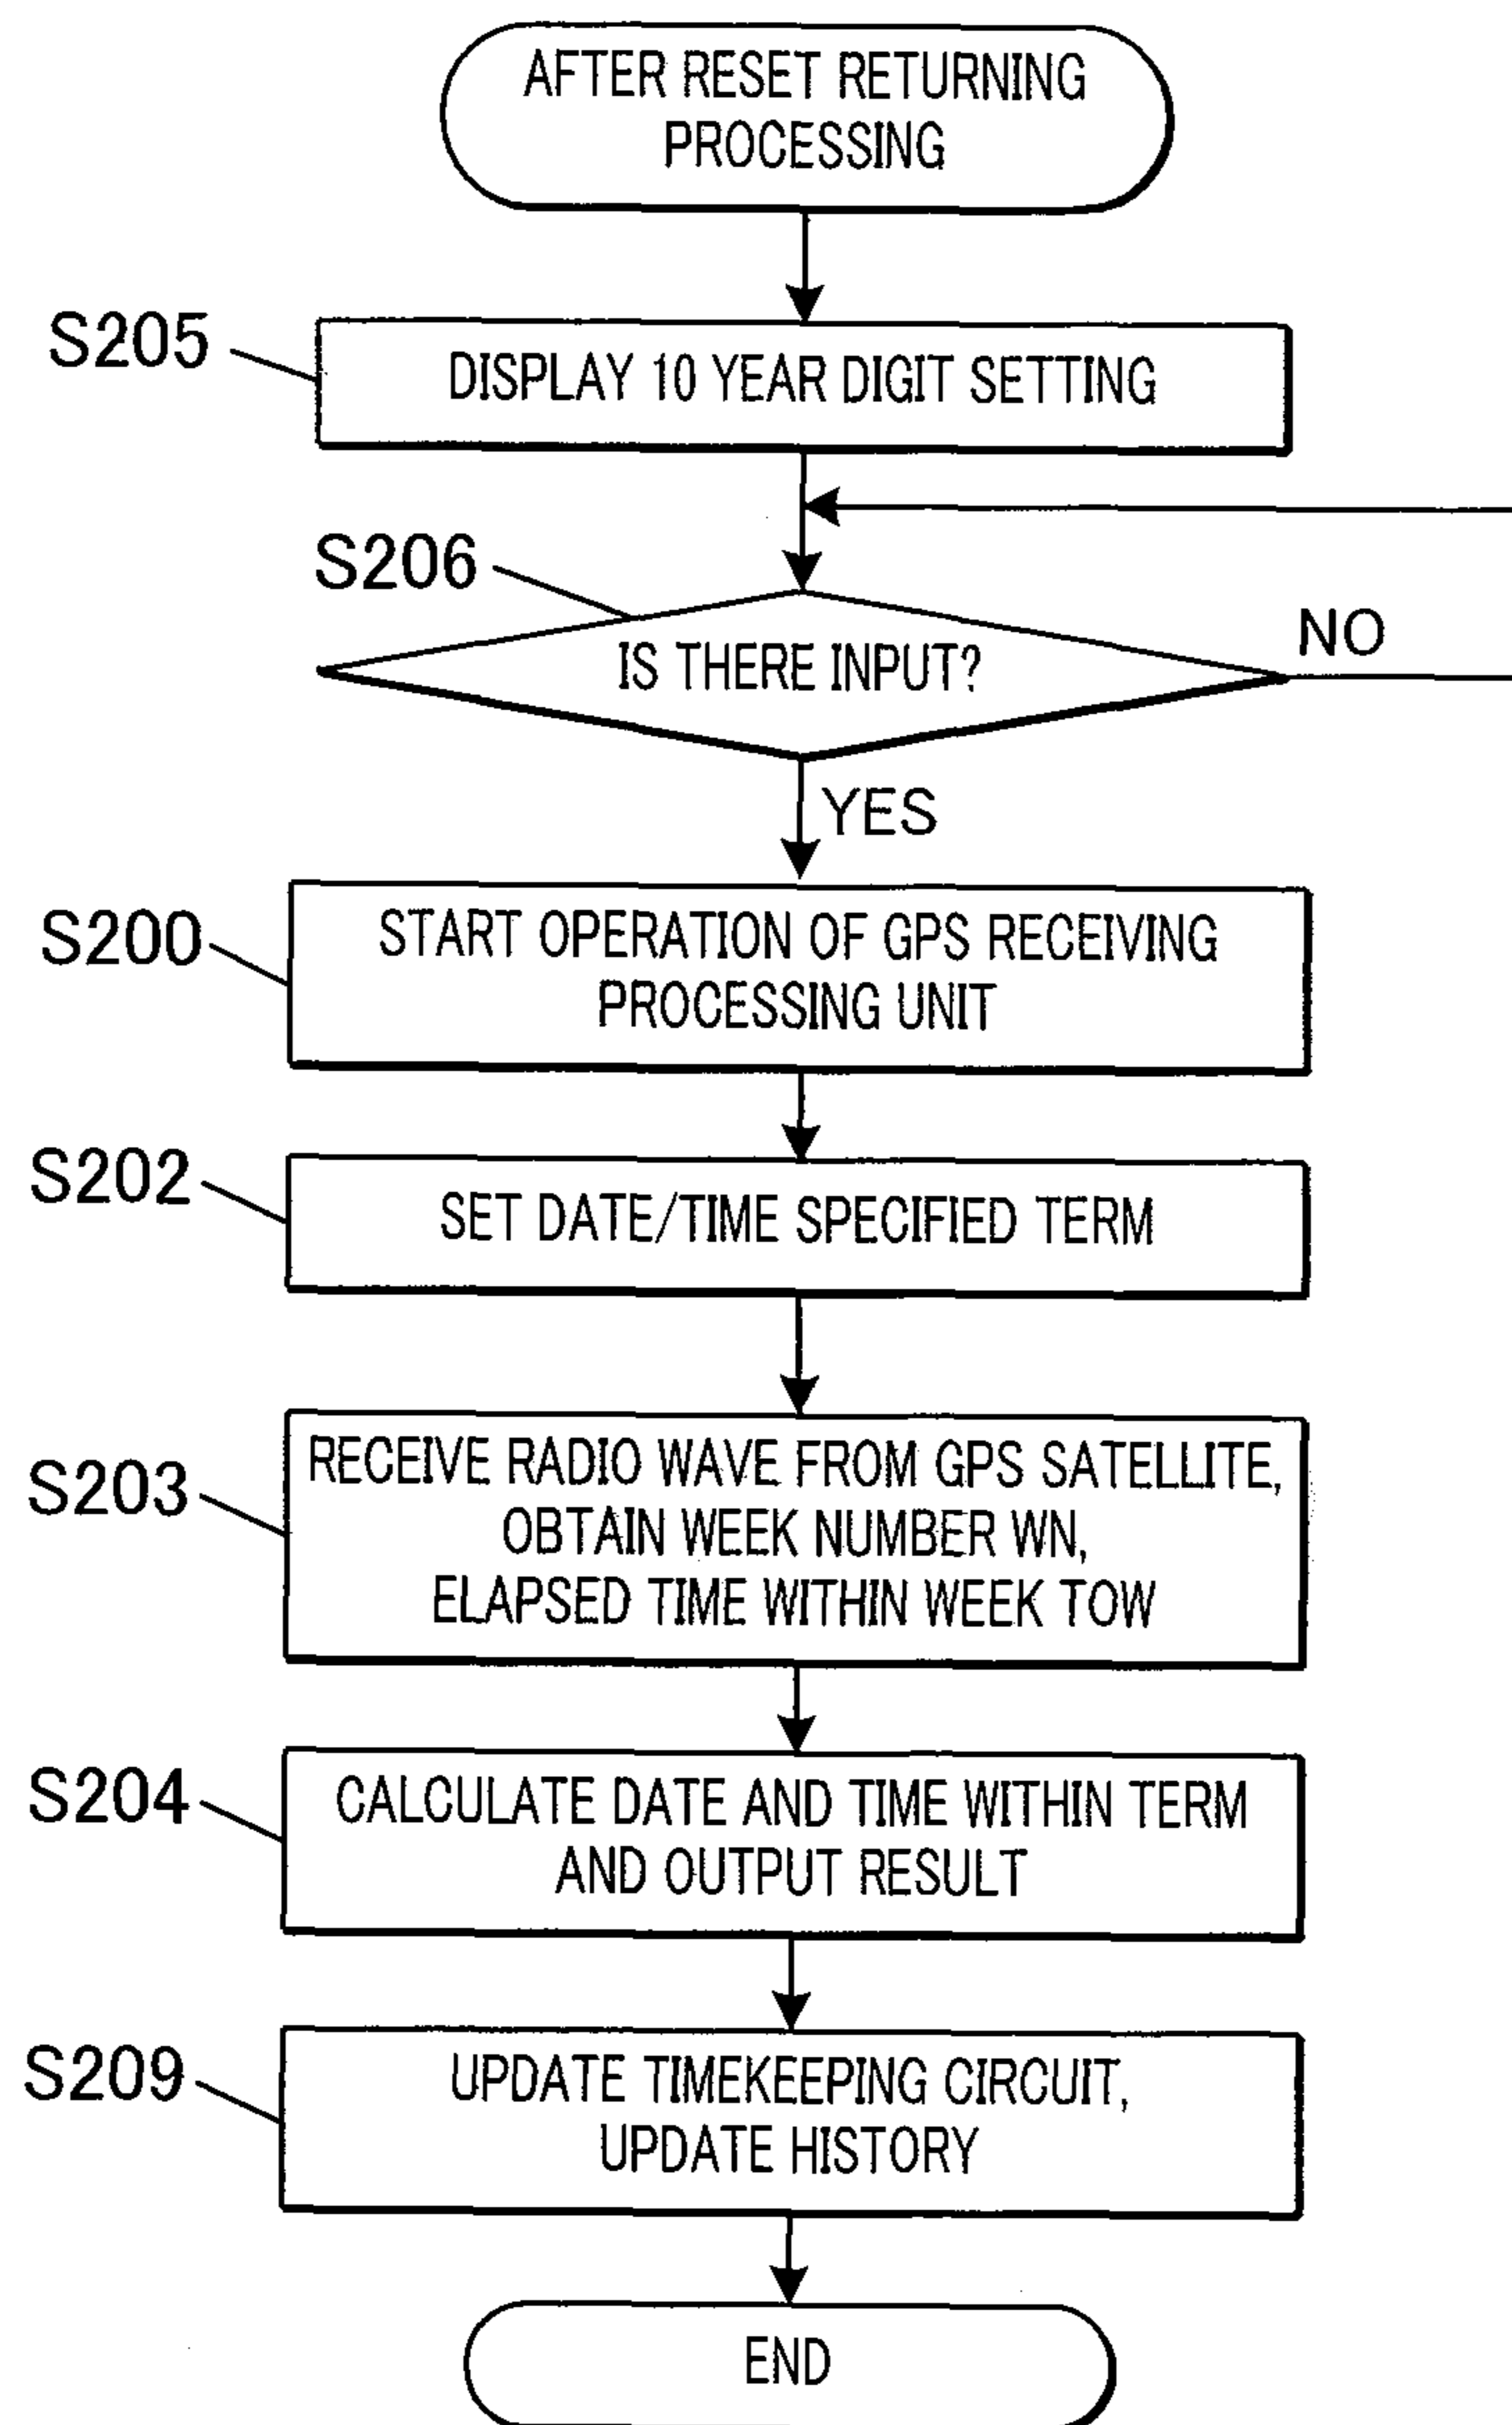 AFTER RESET RETURNING
PROCESSING
S205
DISPLAY 10 YEAR DIGIT SETTING
S206
IS THERE INPUT?
NO
YES
S200
START OPERATION OF GPS RECEIVING
PROCESSING UNIT
S202
SET DATE/TIME SPECIFIED TERM
S203
RECEIVE RADIO WAVE FROM GPS SATELLITE,
OBTAIN WEEK NUMBER WN,
ELAPSED TIME WITHIN WEEK TOW
S204
CALCULATE DATE AND TIME WITHIN TERM
AND OUTPUT RESULT
S209
UPDATE TIMEKEEPING CIRCUIT,
UPDATE HISTORY
END